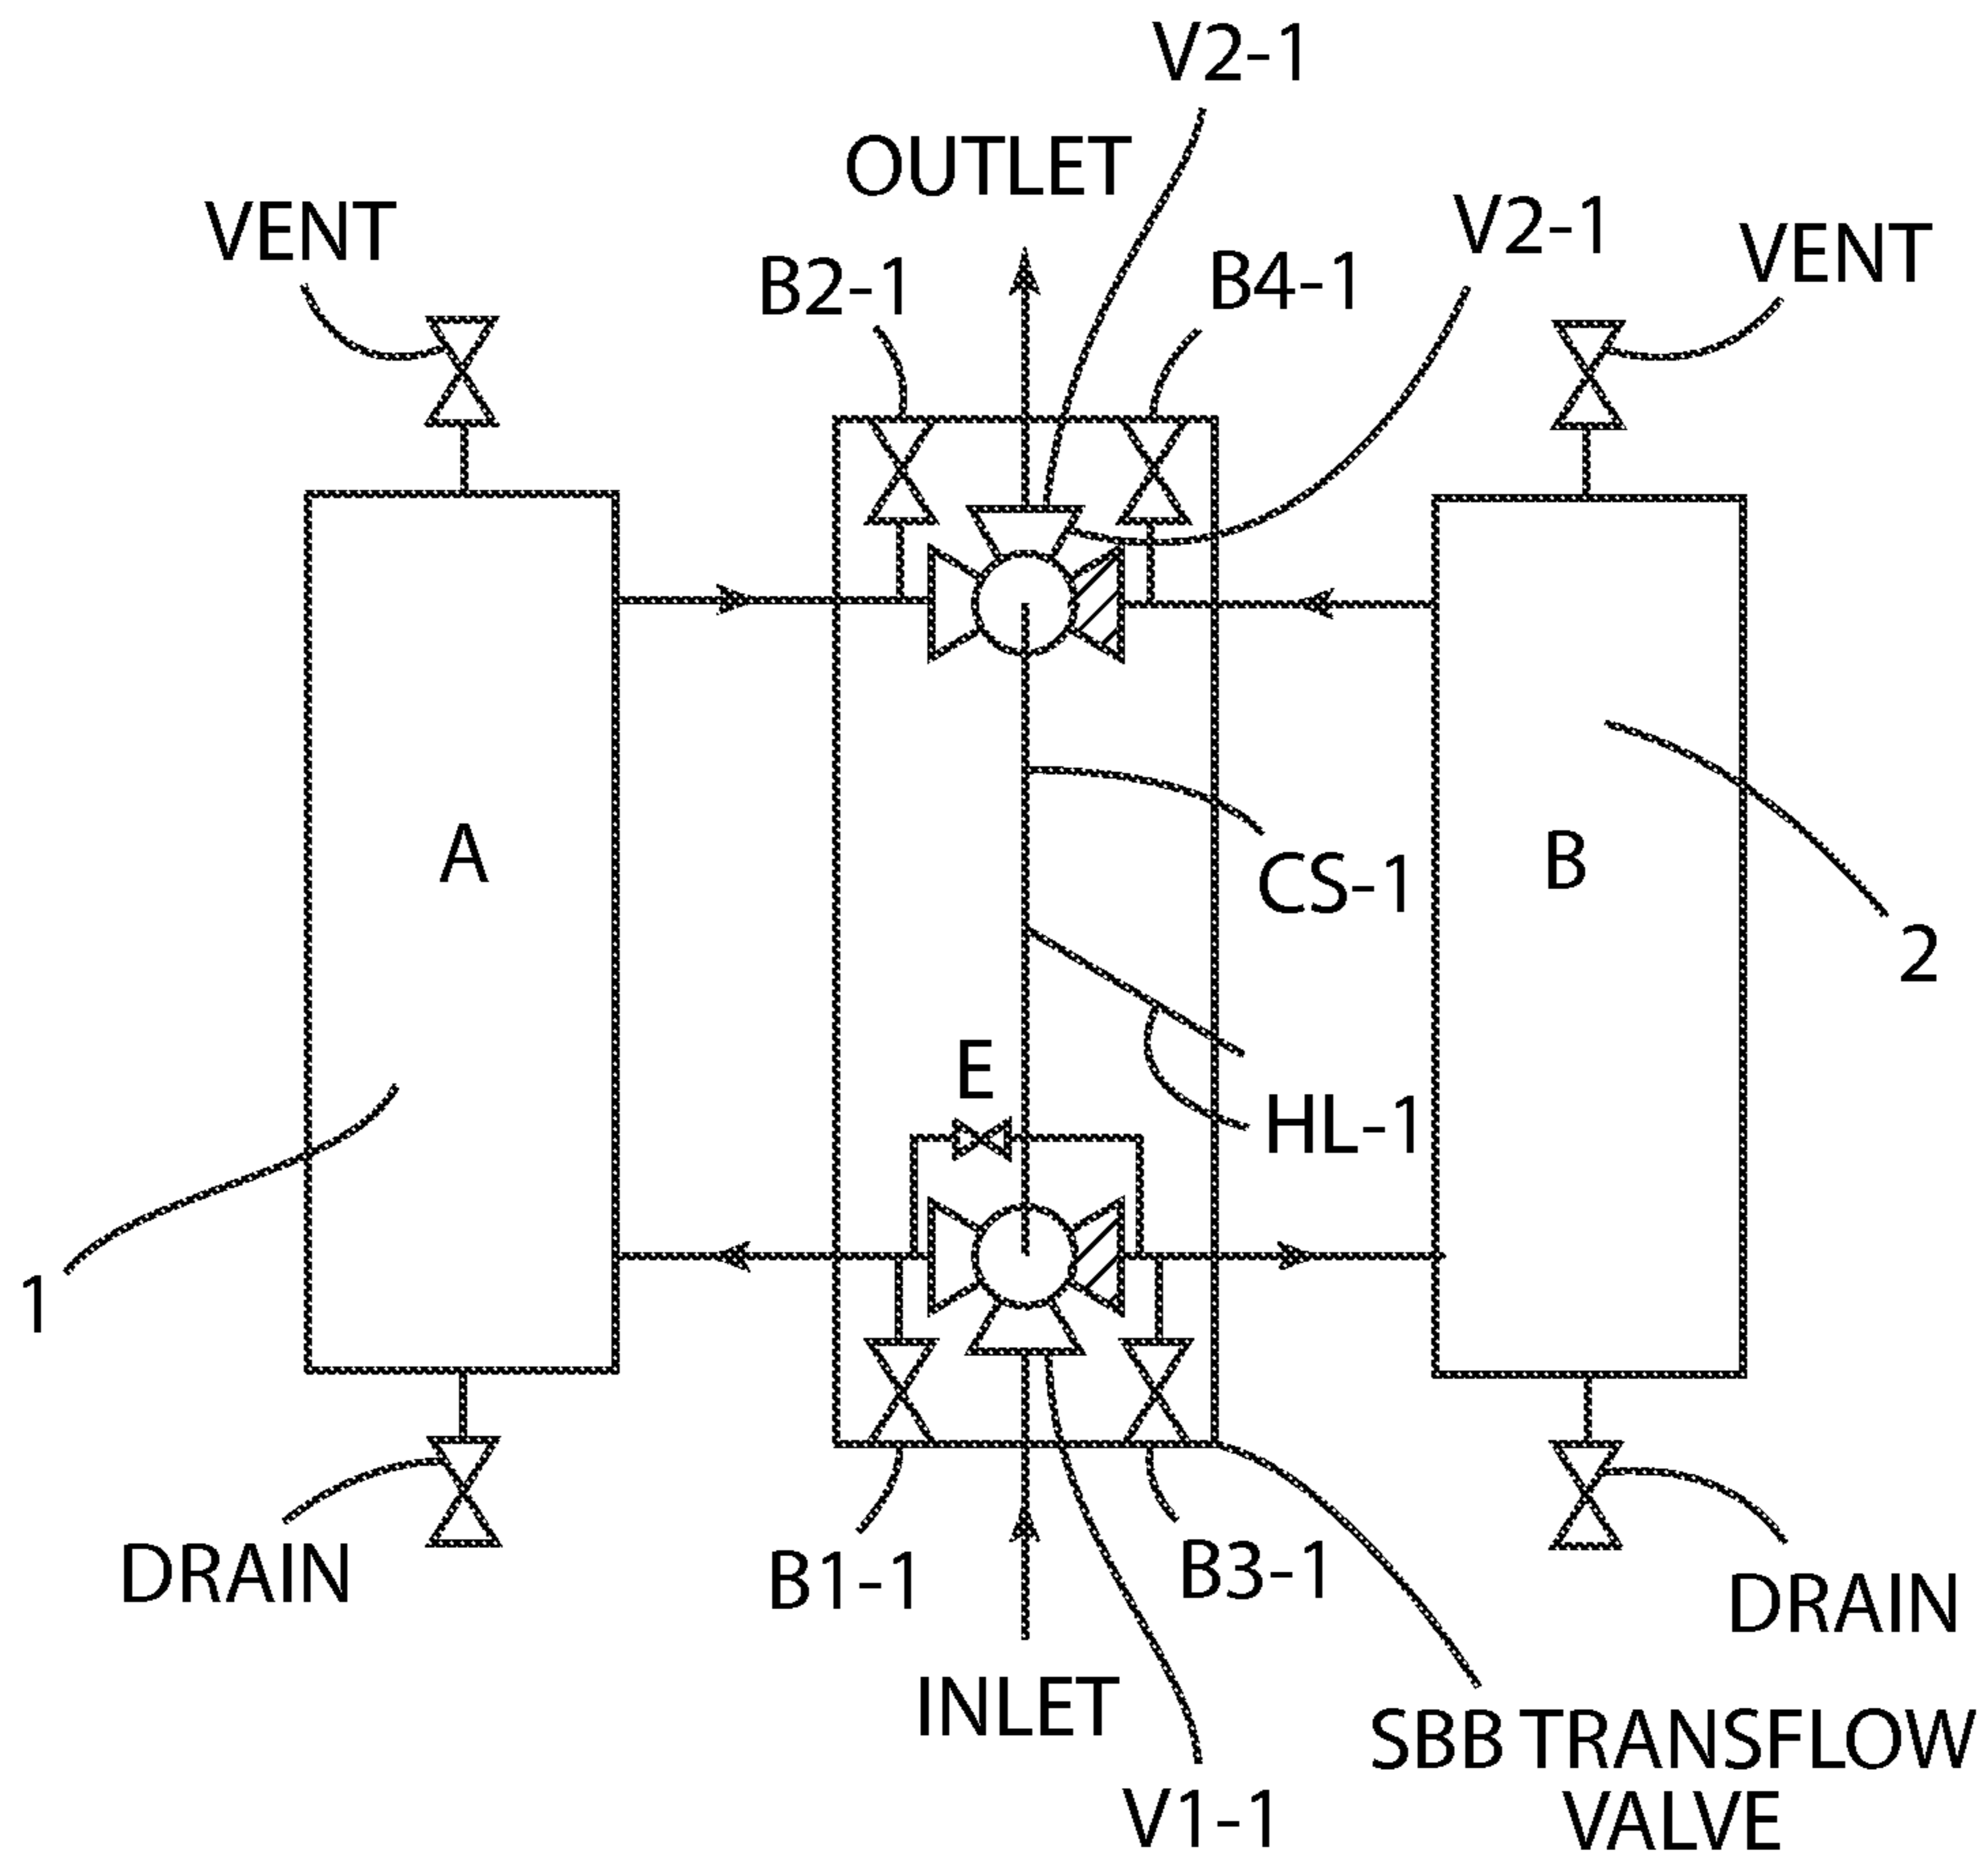 V2-1
OUTLET
VENT
V2-1
VENT
B2-1
B4-1
A
B
CS-1
2
E
HL-1
1
DRAIN
B1-1
B3-1
DRAIN
INLET
SBB TRANSFLOW
VALVE
V1-1